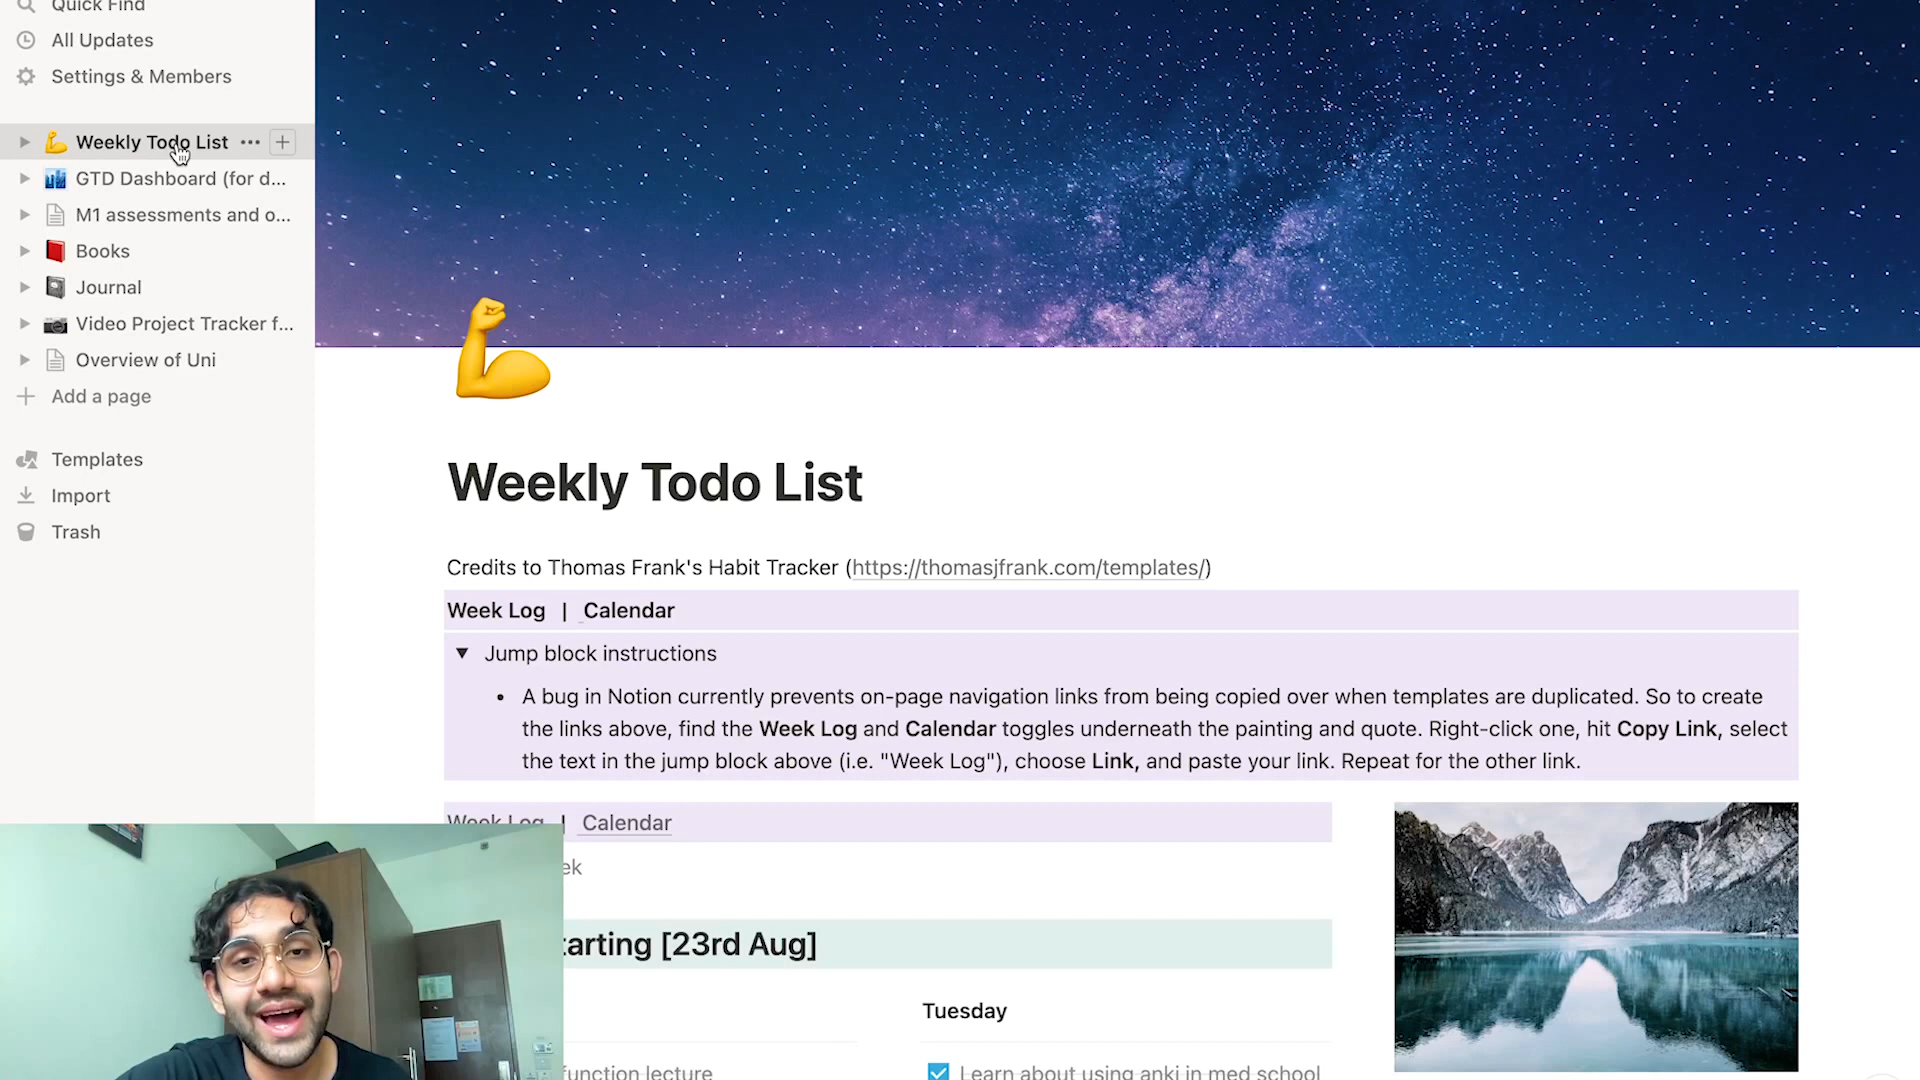 Quick Find
All Updates
Settings & Members
Weekly Todo List
GTD Dashboard (for d...
M1 assessments and o...
Books
Journal
Video Project Tracker f...
Overview of Uni
Add a page
Templates
Import
Trash
Weekly Todo List
Credits to Thomas Frank's Habit Tracker (https://thomasjfrank.com/templates/)
Week Log | Calendar
Jump block instructions
A bug in Notion currently prevents on-page navigation links from being copied over when templates are duplicated. So to create
the links above, find the Week Log and Calendar toggles underneath the painting and quote. Right-click one, hit Copy Link, select
the text in the jump block above (i.e. "Week Log"), choose Link, and paste your link. Repeat for the other link.
Week Log | Calendar
[23rd Aug]
Tuesday
function lecture
Learn about using anki in med school